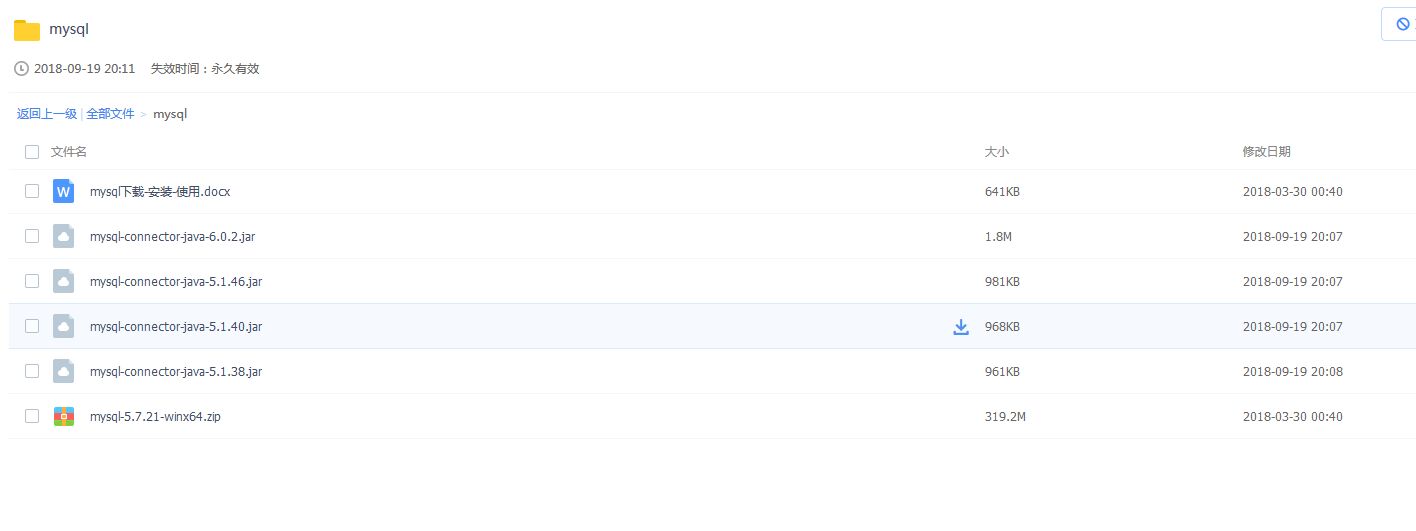 mysql
2018-09-19 20:11 失效时间：永久有效
返回上一级 | 全部文件 > mysql
文件名 大小 修改日期
mysql下载-安装-使用.docx 641KB 2018-03-30 00:40
mysql-connector-java-6.0.2.jar 1.8M 2018-09-19 20:07
mysql-connector-java-5.1.46.jar 981KB 2018-09-19 20:07
mysql-connector-java-5.1.40.jar 968KB 2018-09-19 20:07
mysql-connector-java-5.1.38.jar 961KB 2018-09-19 20:08
mysql-5.7.21-winx64.zip 319.2M 2018-03-30 00:40